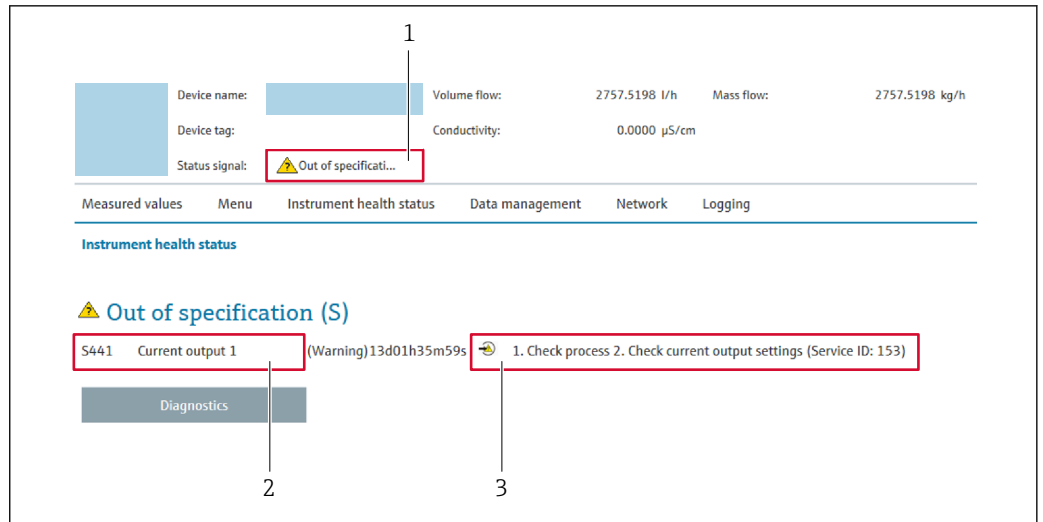 1
Device name: Volume flow: 2757.5198 l/h Mass flow: 2757.5198 kg/h
Device tag: Conductivity: 0.0000 µS/cm
Status signal: Out of specificati...
Measured values Menu Instrument health status Data management Network Logging
Instrument health status
Out of specification (S)
S441 Current output 1 (Warning)13d01h35m59s 1. Check process 2. Check current output settings (Service ID: 153)
Diagnostics
2 3